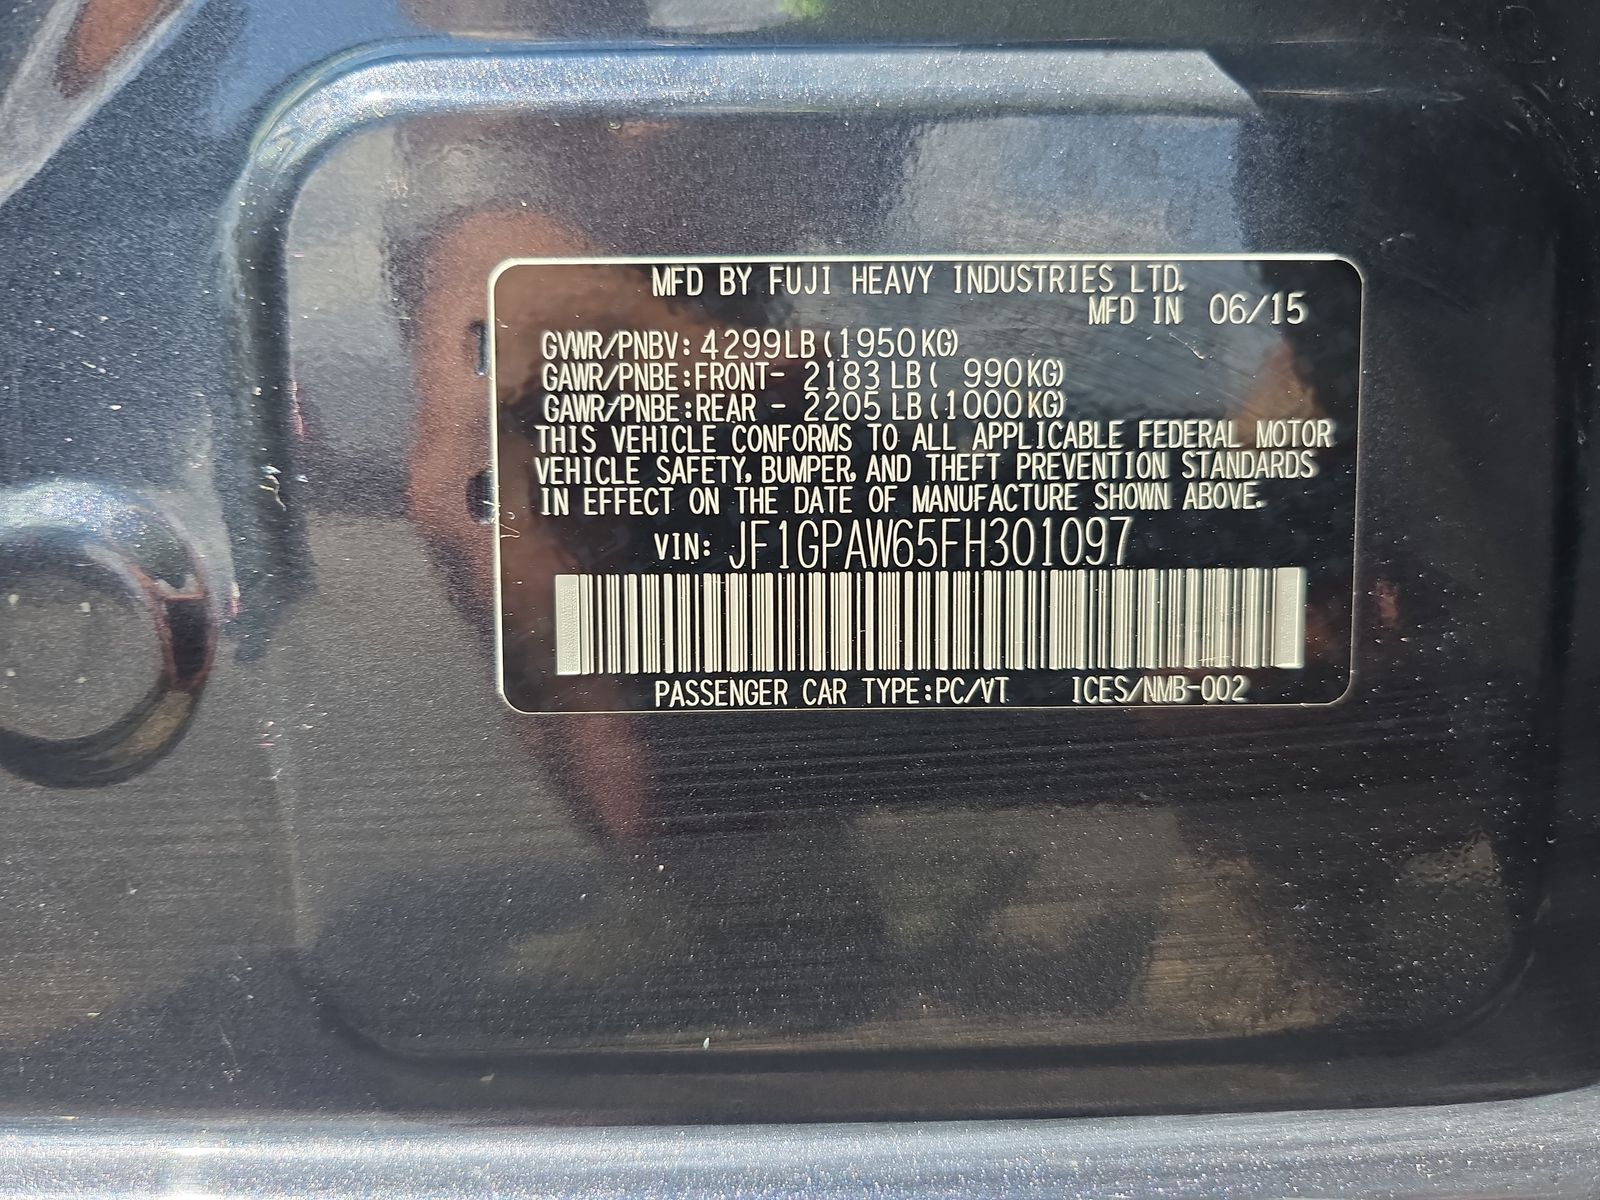 MFD BY FUJI HEAVY INDUSTRIES LTD.
MFD IN 06/15
GVWR/PNBV: 4299LB (1950KG)
GAWR/PNBE:FRONT- 2183 LB ( 990KG)
GAWR/PNBE:REAR - 2205 LB (1000KG)
THIS VEHICLE CONFORMS TO ALL APPLICABLE FEDERAL MOTOR
VEHICLE SAFETY, BUMPER, AND THEFT PREVENTION STANDARDS
IN EFFECT ON THE DATE OF MANUFACTURE SHOWN ABOVE.
VIN: JF1GPAW65FH301097
PASSENGER CAR TYPE:PC/VT ICES/NMB-002